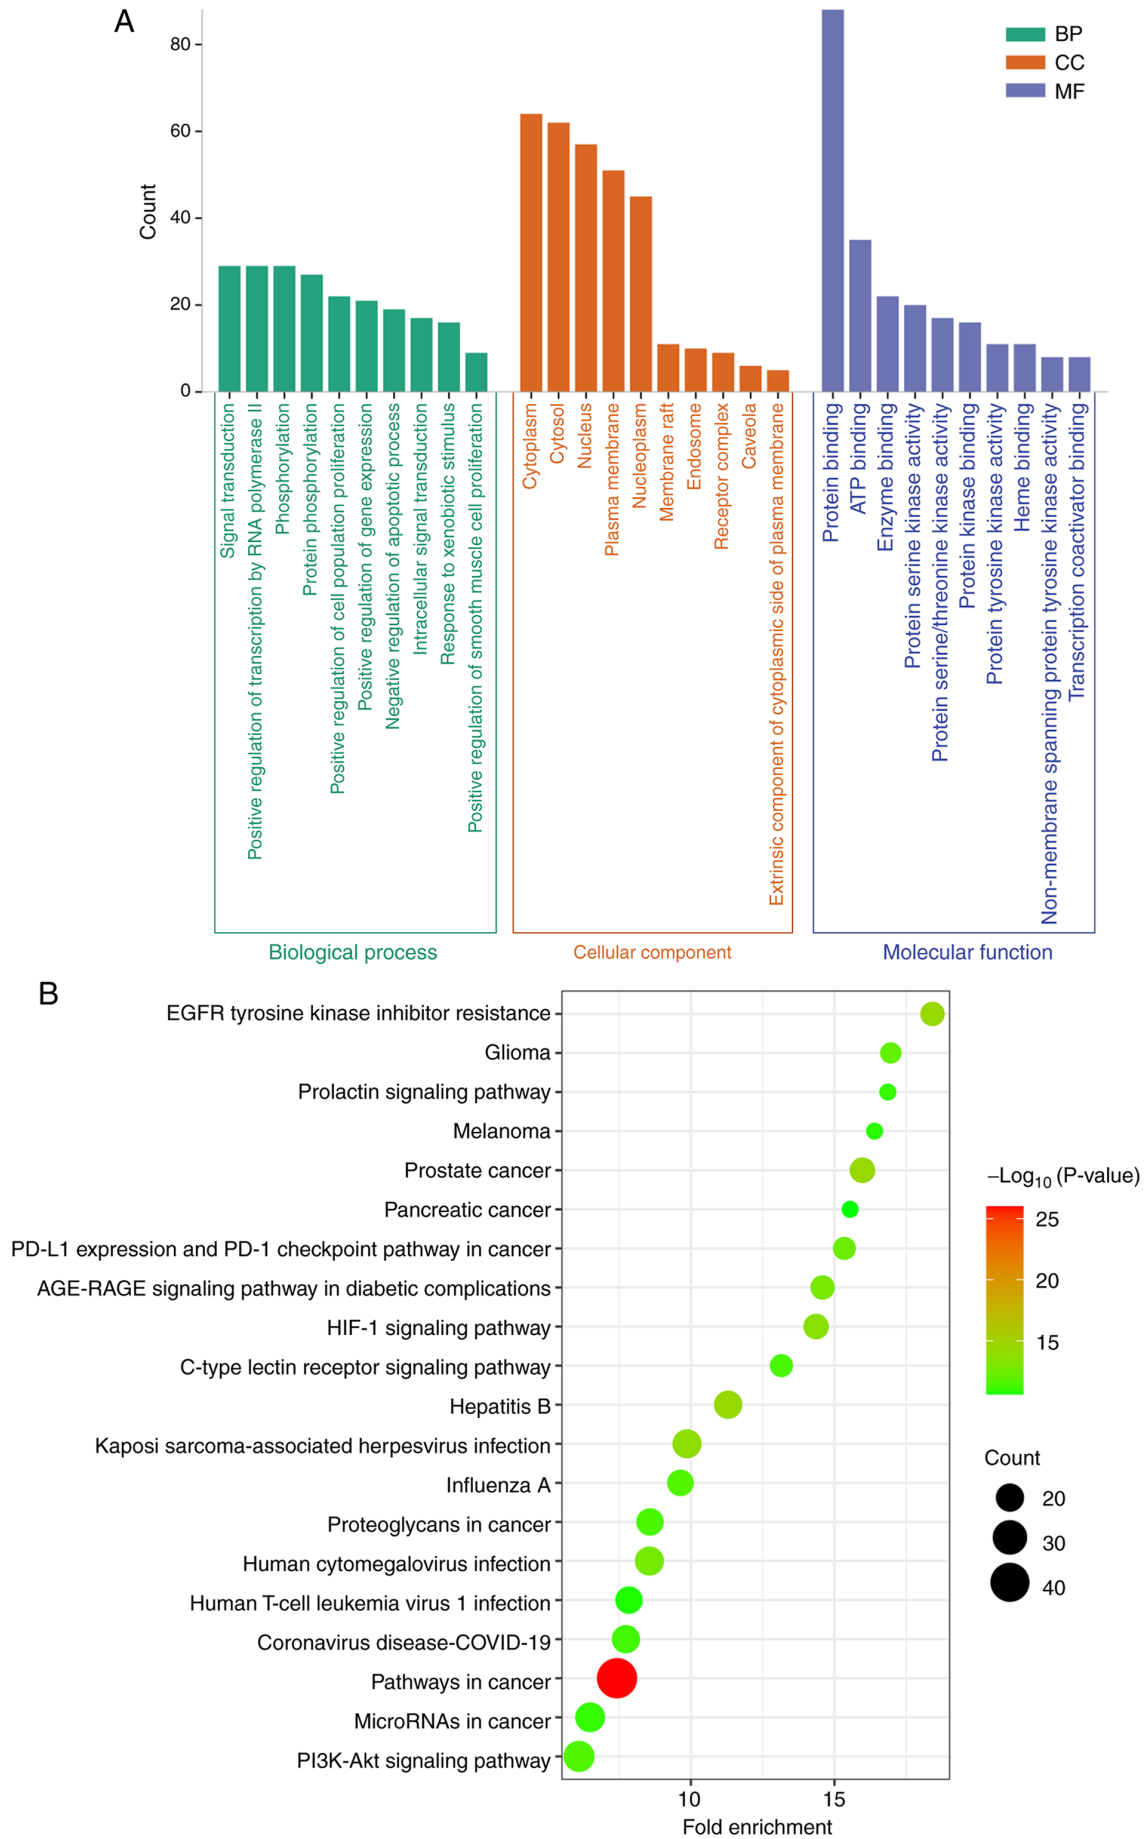 A
80
60
40
20
0
Count
BP
CC
MF
Signal transduction
Positive regulation of transcription by RNA polymerase II
Phosphorylation
Protein phosphorylation
Positive regulation of cell population proliferation
Positive regulation of gene expression
Negative regulation of apoptotic process
Intracellular signal transduction
Response to xenobiotic stimulus
Positive regulation of smooth muscle cell proliferation
Cytoplasm
Cytosol
Nucleus
Plasma membrane
Nucleoplasm
Membrane raft
Endosome
Receptor complex
Caveola
Extrinsic component of cytoplasmic side of plasma membrane
Protein binding
ATP binding
Enzyme binding
Protein serine kinase activity
Protein serine/threonine kinase activity
Protein kinase binding
Protein tyrosine kinase activity
Heme binding
Non-membrane spanning protein tyrosine kinase activity
Transcription coactivator binding
Biological process
Cellular component
Molecular function
B
EGFR tyrosine kinase inhibitor resistance
Glioma
Prolactin signaling pathway
Melanoma
Prostate cancer
Pancreatic cancer
PD-L1 expression and PD-1 checkpoint pathway in cancer
AGE-RAGE signaling pathway in diabetic complications
HIF-1 signaling pathway
C-type lectin receptor signaling pathway
Hepatitis B
Kaposi sarcoma-associated herpesvirus infection
Influenza A
Proteoglycans in cancer
Human cytomegalovirus infection
Human T-cell leukemia virus 1 infection
Coronavirus disease-COVID-19
Pathways in cancer
MicroRNAs in cancer
PI3K-Akt signaling pathway
10
15
Fold enrichment
–Log10 (P-value)
25
20
15
Count
20
30
40